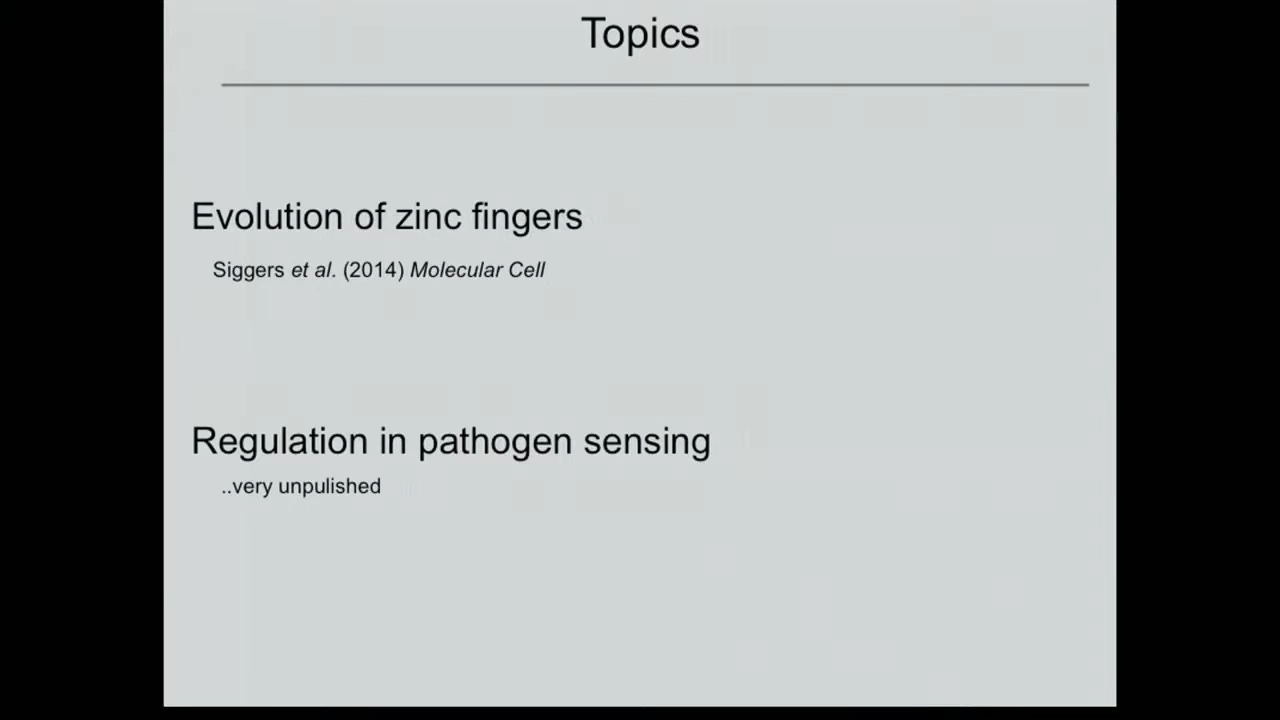 Topics
Evolution of zinc fingers
Siggers et al. (2014) Molecular Cell
Regulation in pathogen sensing
..very unpulished